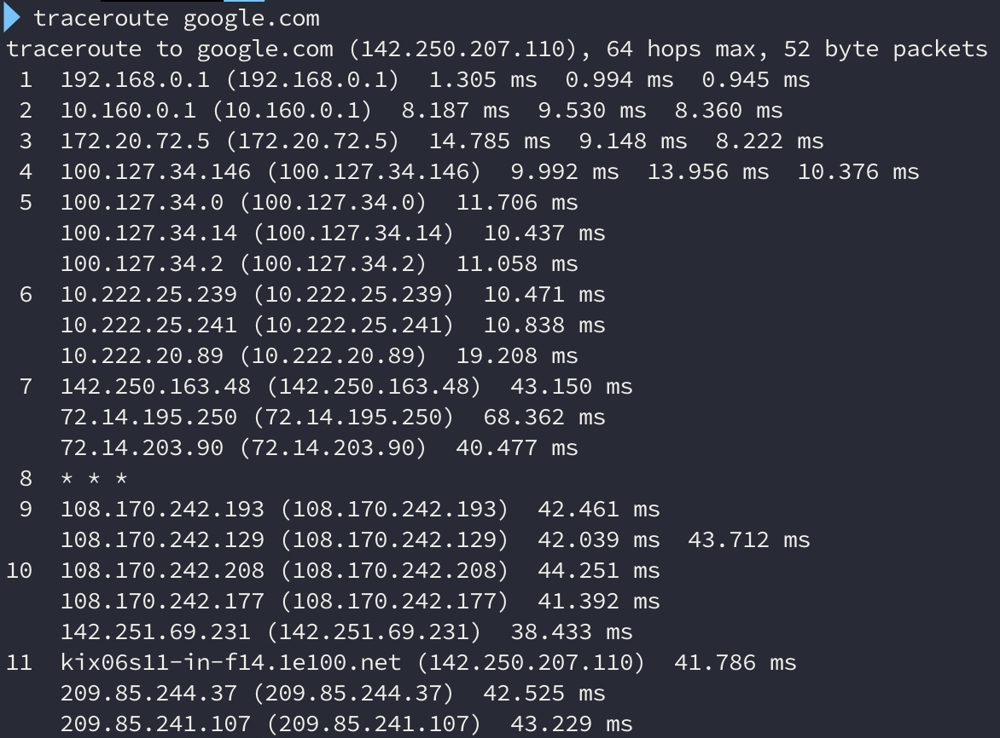 traceroute google.com
traceroute to google.com (142.250.207.110), 64 hops max, 52 byte packets
 1  192.168.0.1 (192.168.0.1)  1.305 ms  0.994 ms  0.945 ms
 2  10.160.0.1 (10.160.0.1)  8.187 ms  9.530 ms  8.360 ms
 3  172.20.72.5 (172.20.72.5)  14.785 ms  9.148 ms  8.222 ms
 4  100.127.34.146 (100.127.34.146)  9.992 ms  13.956 ms  10.376 ms
 5  100.127.34.0 (100.127.34.0)  11.706 ms
    100.127.34.14 (100.127.34.14)  10.437 ms
    100.127.34.2 (100.127.34.2)  11.058 ms
 6  10.222.25.239 (10.222.25.239)  10.471 ms
    10.222.25.241 (10.222.25.241)  10.838 ms
    10.222.20.89 (10.222.20.89)  19.208 ms
 7  142.250.163.48 (142.250.163.48)  43.150 ms
    72.14.195.250 (72.14.195.250)  68.362 ms
    72.14.203.90 (72.14.203.90)  40.477 ms
 8  * * *
 9  108.170.242.193 (108.170.242.193)  42.461 ms
    108.170.242.129 (108.170.242.129)  42.039 ms  43.712 ms
10  108.170.242.208 (108.170.242.208)  44.251 ms
    108.170.242.177 (108.170.242.177)  41.392 ms
    142.251.69.231 (142.251.69.231)  38.433 ms
11  kix06s11-in-f14.1e100.net (142.250.207.110)  41.786 ms
    209.85.244.37 (209.85.244.37)  42.525 ms
    209.85.241.107 (209.85.241.107)  43.229 ms